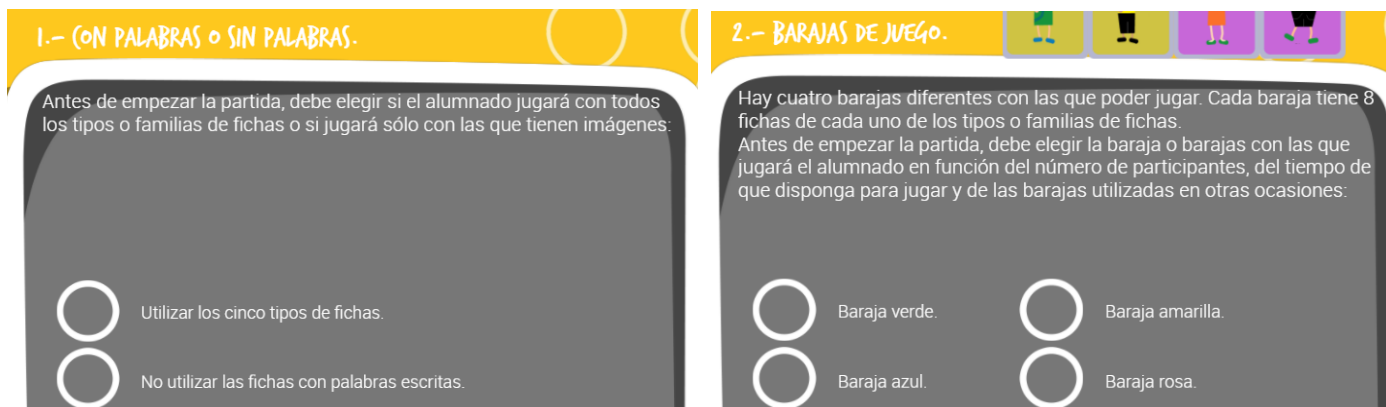 1.- CON PALABRAS O SIN PALABRAS.
Antes de empezar la partida, debe elegir si el alumnado jugará con todos
los tipos o familias de fichas o si jugará sólo con las que tienen imágenes:
Utilizar los cinco tipos de fichas.
No utilizar las fichas con palabras escritas.
2.- BARAJAS DE JUEGO.
Hay cuatro barajas diferentes con las que poder jugar. Cada baraja tiene 8
fichas de cada uno de los tipos o familias de fichas.
Antes de empezar la partida, debe elegir la baraja o barajas con las que
jugará el alumnado en función del número de participantes, del tiempo de
que disponga para jugar y de las barajas utilizadas en otras ocasiones:
Baraja verde.
Baraja amarilla.
Baraja azul.
Baraja rosa.